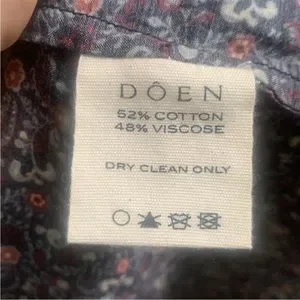 DÔEN
52% COTTON
48% VISCOSE
DRY CLEAN ONLY